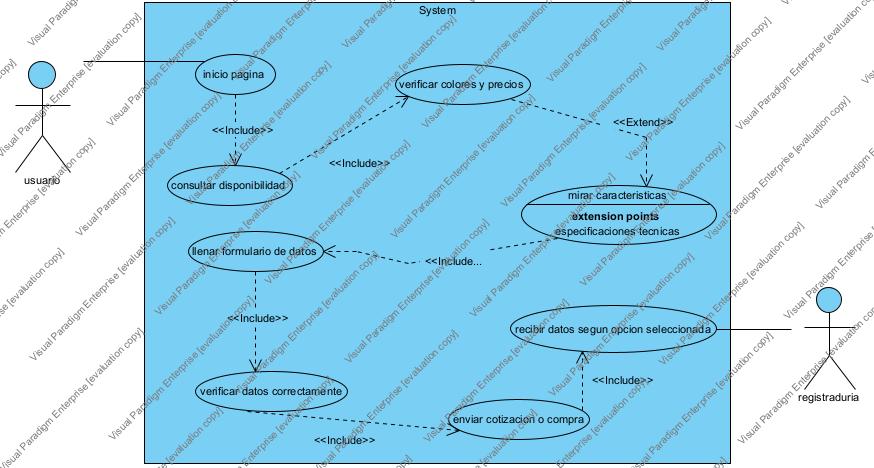 System
inicio pagina
verificar colores y precios
<<Extend>>
<<Include>>
<<Include>>
usuario
consultar disponibilidad
mirar caracteristicas
extension points
especificaciones tecnicas
llenar formulario de datos
<<Include...
<<Include>>
recibir datos segun opcion seleccionada
<<Include>>
verificar datos correctamente
registraduria
enviar cotizacion o compra
<<Include>>
Visual Paradigm Enterprise [evaluation copy]